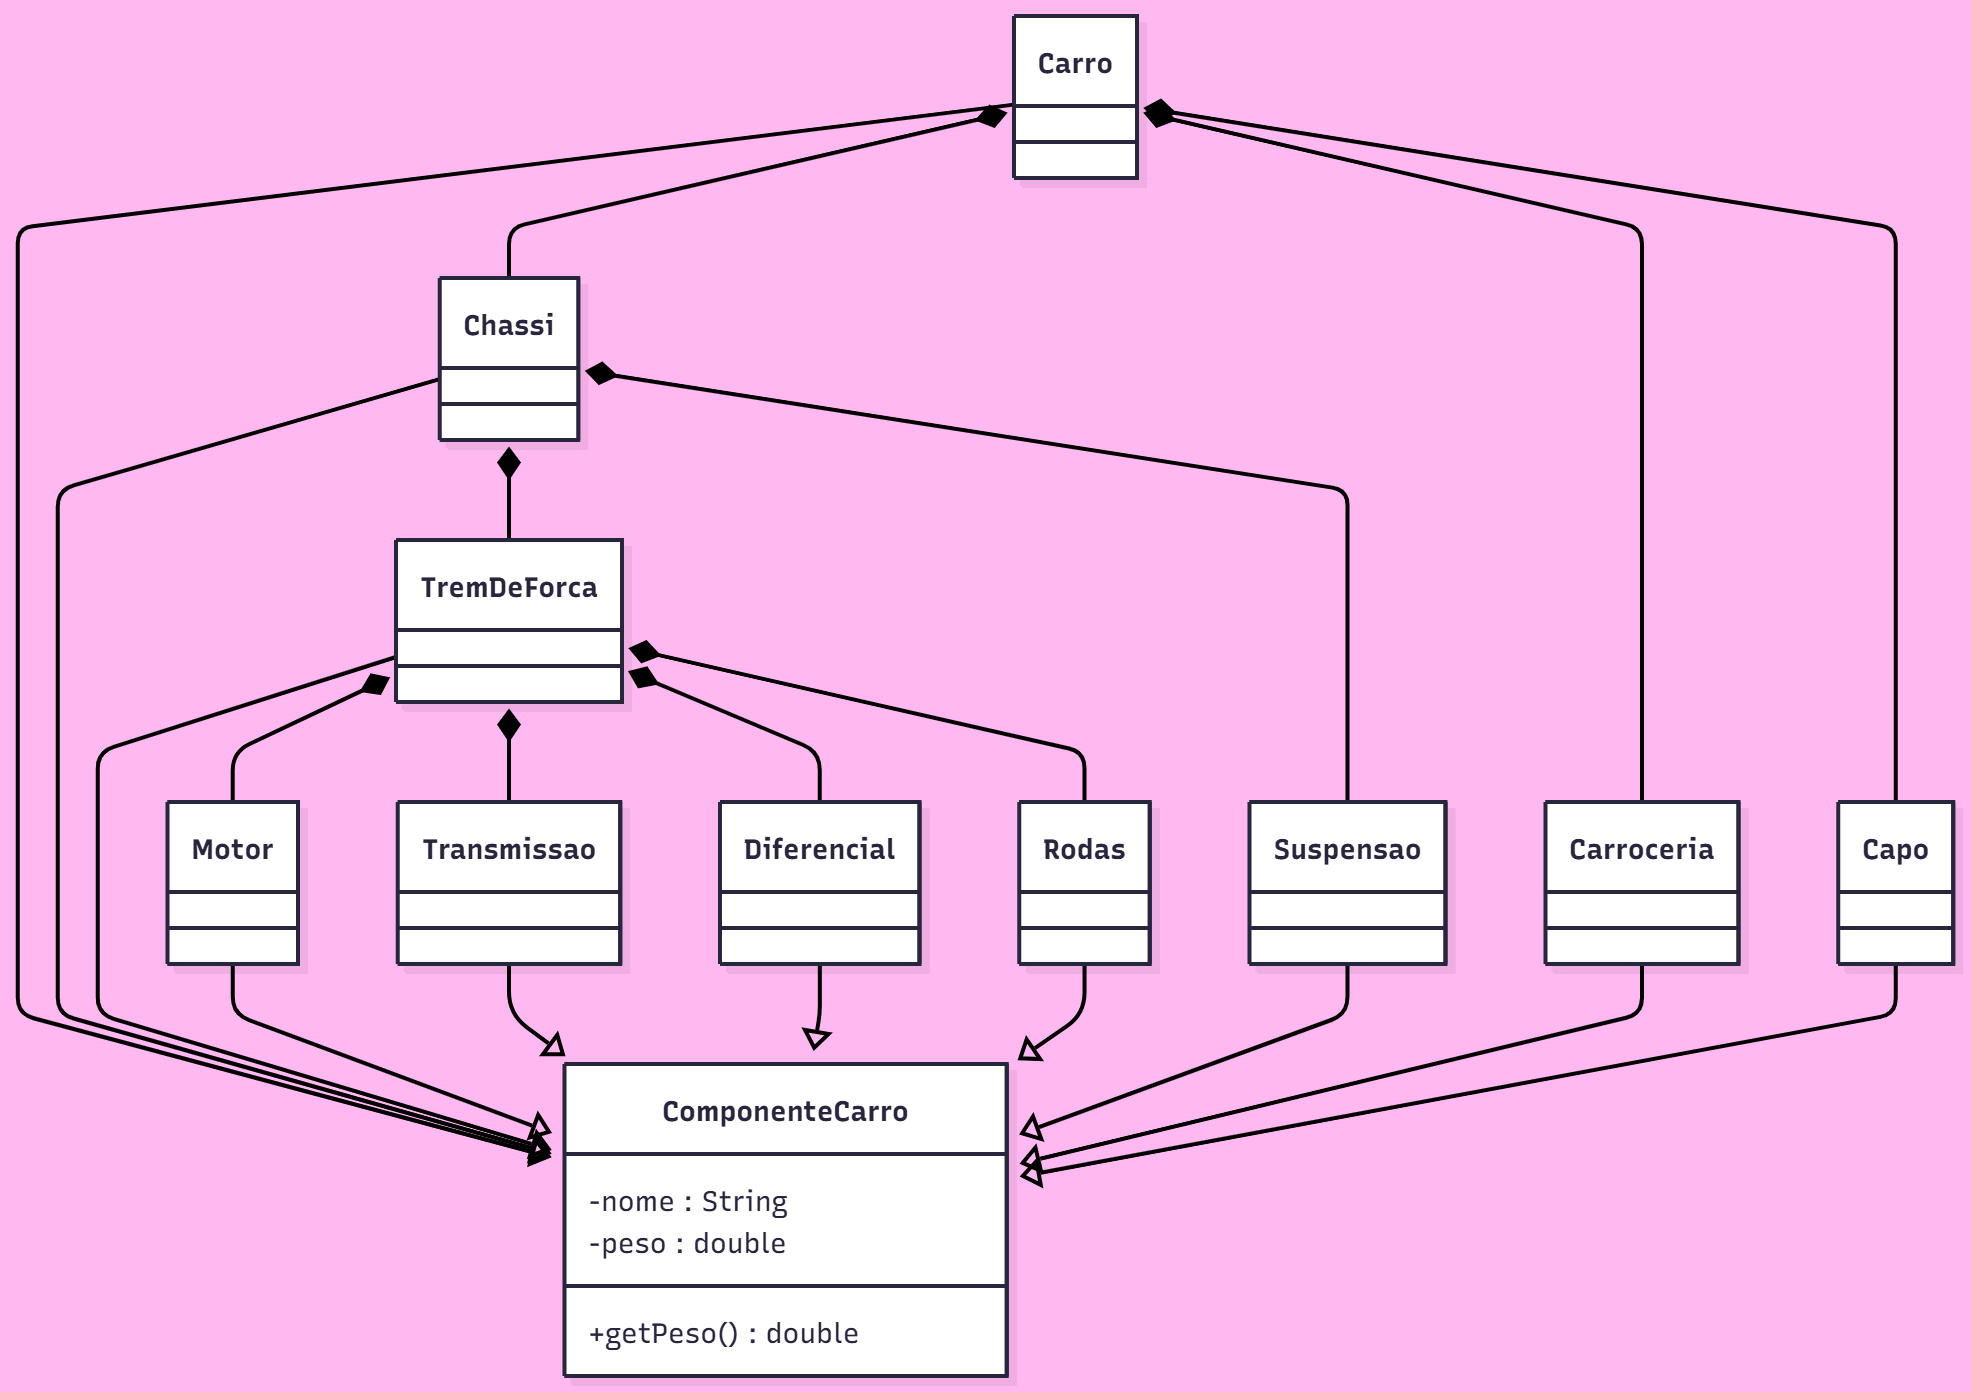 Carro
Chassi
TremDeForca
Motor
Transmissao
Diferencial
Rodas
Suspensao
Carroceria
Capo
ComponenteCarro
-nome : String
-peso : double
+getPeso() : double